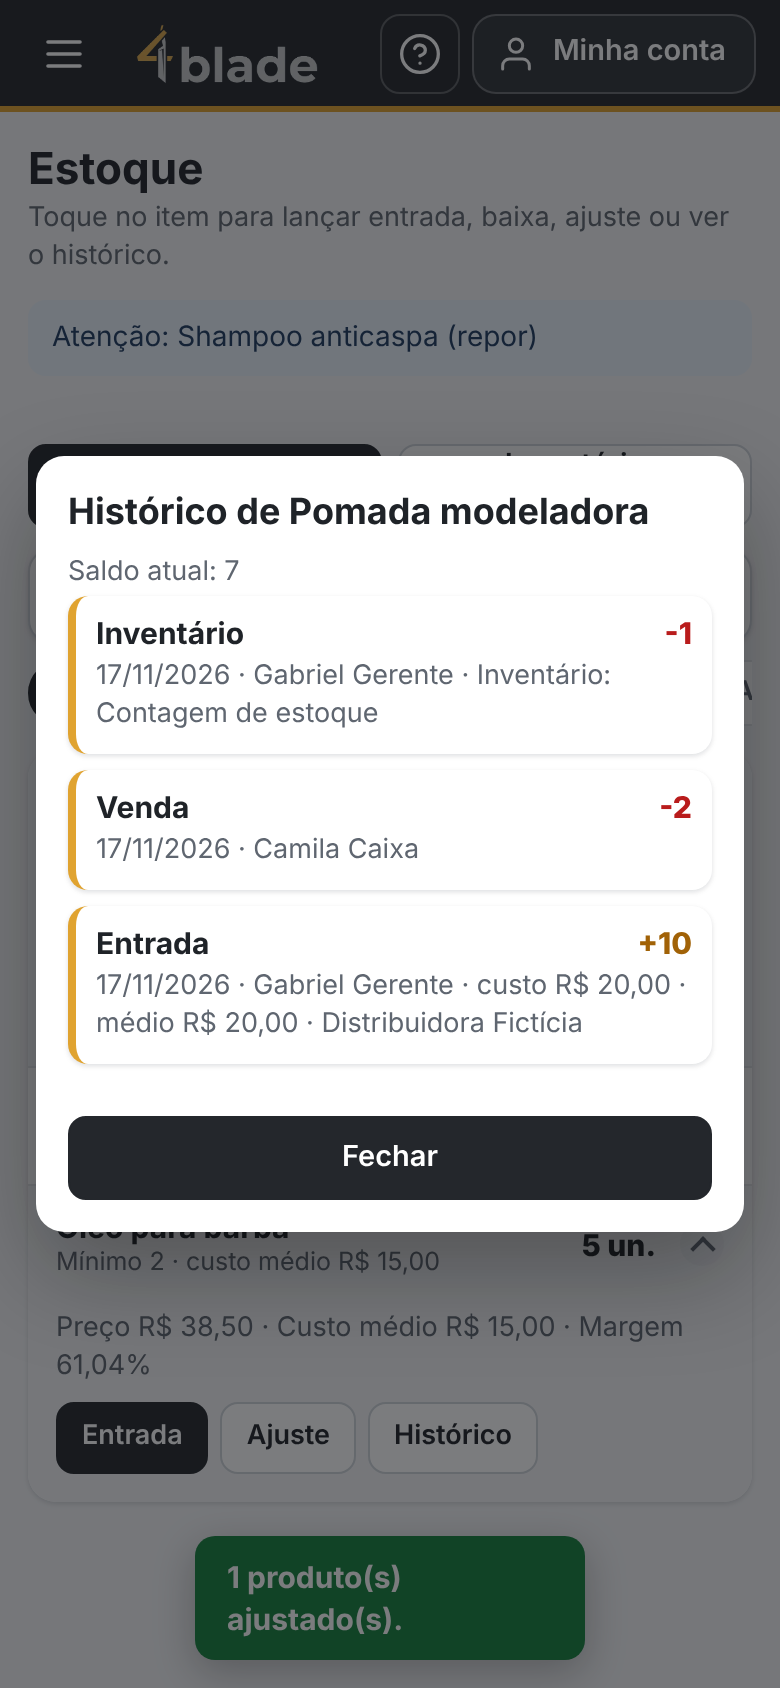 4blade
Minha conta
Estoque
Toque no item para lançar entrada, baixa, ajuste ou ver
o histórico.
Atenção: Shampoo anticaspa (repor)
Histórico de Pomada modeladora
Saldo atual: 7
Inventário -1
17/11/2026 · Gabriel Gerente · Inventário:
Contagem de estoque
Venda -2
17/11/2026 · Camila Caixa
Entrada +10
17/11/2026 · Gabriel Gerente · custo R$ 20,00 ·
médio R$ 20,00 · Distribuidora Fictícia
Fechar
Óleo para barba
5 un.
Mínimo 2 · custo médio R$ 15,00
Preço R$ 38,50 · Custo médio R$ 15,00 · Margem
61,04%
Entrada Ajuste Histórico
1 produto(s)
ajustado(s).